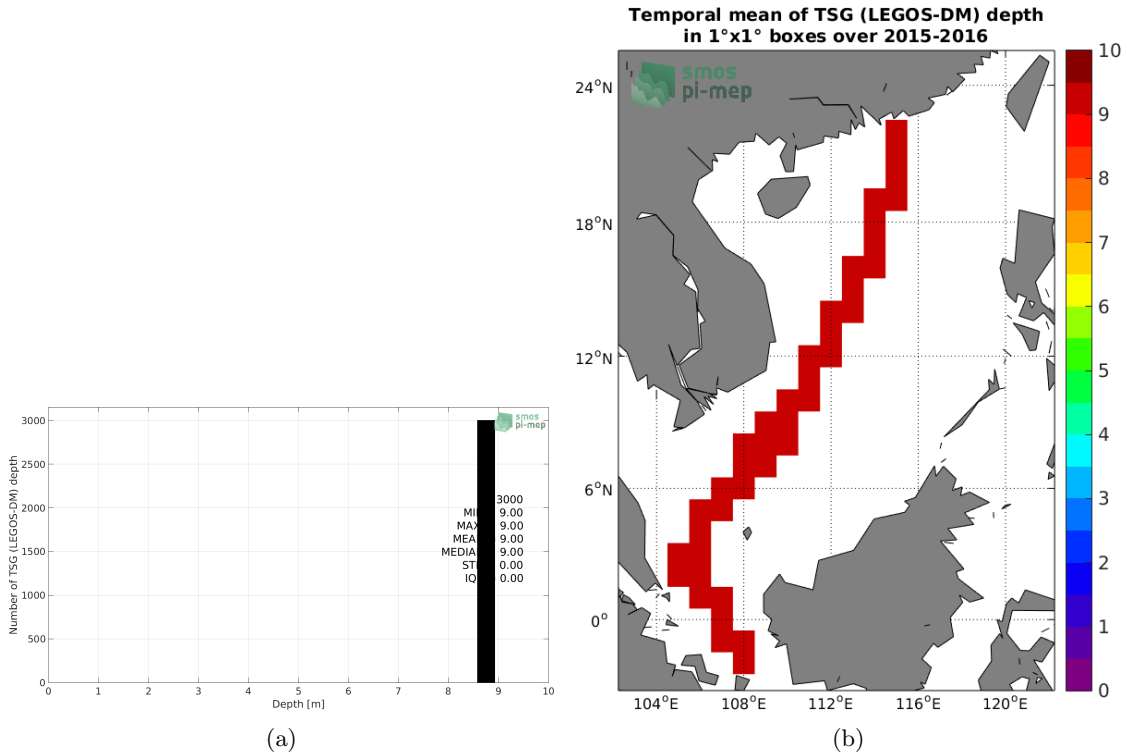 Temporal mean of TSG (LEGOS-DM) depth
in 1°x1° boxes over 2015-2016
smos
pi-mep
24°N
18°N
12°N
6°N
0°
104°E 108°E 112°E 116°E 120°E
10
9
8
7
6
5
4
3
2
1
0
Number of TSG (LEGOS-DM) depth
3000
2500
2000
1500
1000
500
0
smos
pi-mep
3000
9.00
MAX 9.00
MEAN 9.00
MEDIAN 9.00
0.00
0.00
0 1 2 3 4 5 6 7 8 9 10
Depth [m]
(a)
(b)